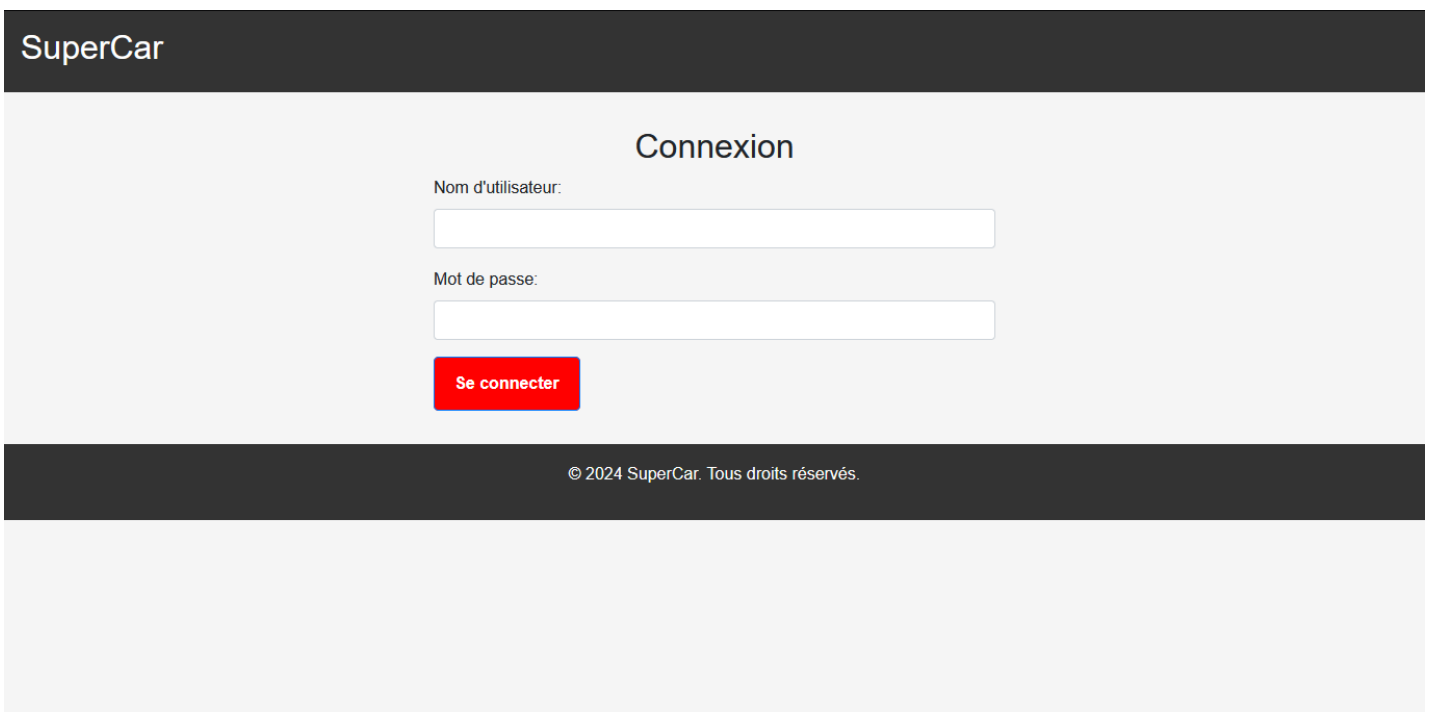 SuperCar
Connexion
Nom d'utilisateur:
Mot de passe:
Se connecter
© 2024 SuperCar. Tous droits réservés.